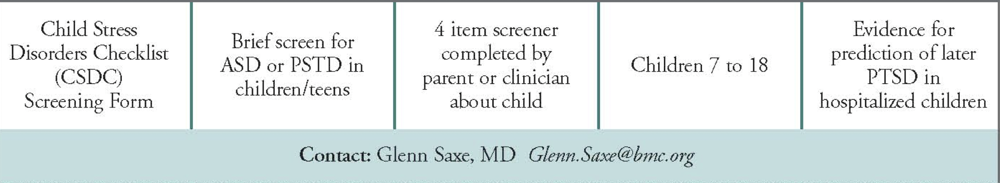 Child Stress
Disorders Checklist
(CSDC)
Screening Form
Brief screen for
ASD or PSTD in
children/teens
4 item screener
completed by
parent or clinician
about child
Children 7 to 18
Evidence for
prediction of later
PTSD in
hospitalized children
Contact: Glenn Saxe, MD Glenn.Saxe@bmc.org